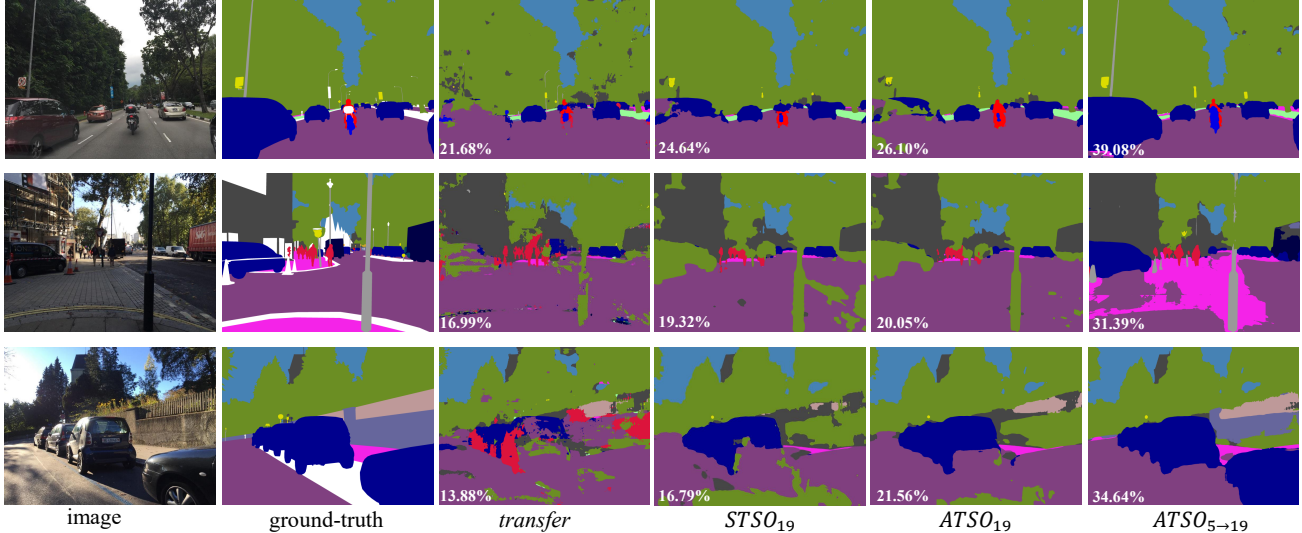 21.68%
24.64%
26.10%
39.08%
16.99%
19.32%
20.05%
31.39%
13.88%
16.79%
21.56%
34.64%
image
ground-truth
transfer
STSO₁₉
ATSO₁₉
ATSO₅→₁₉